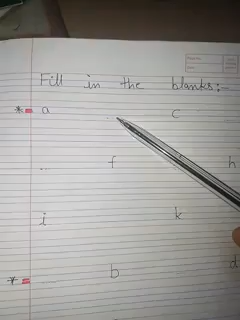 Fill in the blanks:-
* = a ... c
... f h
i k
* = b d